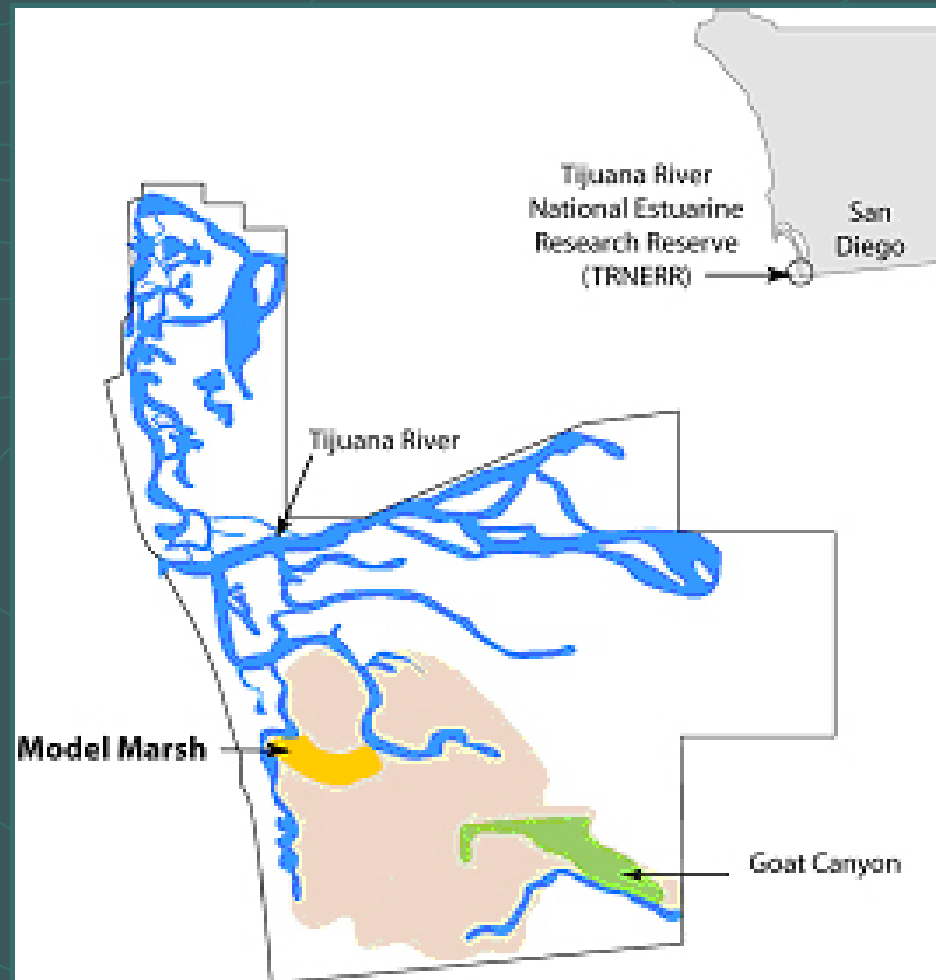 Tijuana River
National Estuarine
Research Reserve
(TRNERR)
San
Diego
Tijuana River
Model Marsh
Goat Canyon